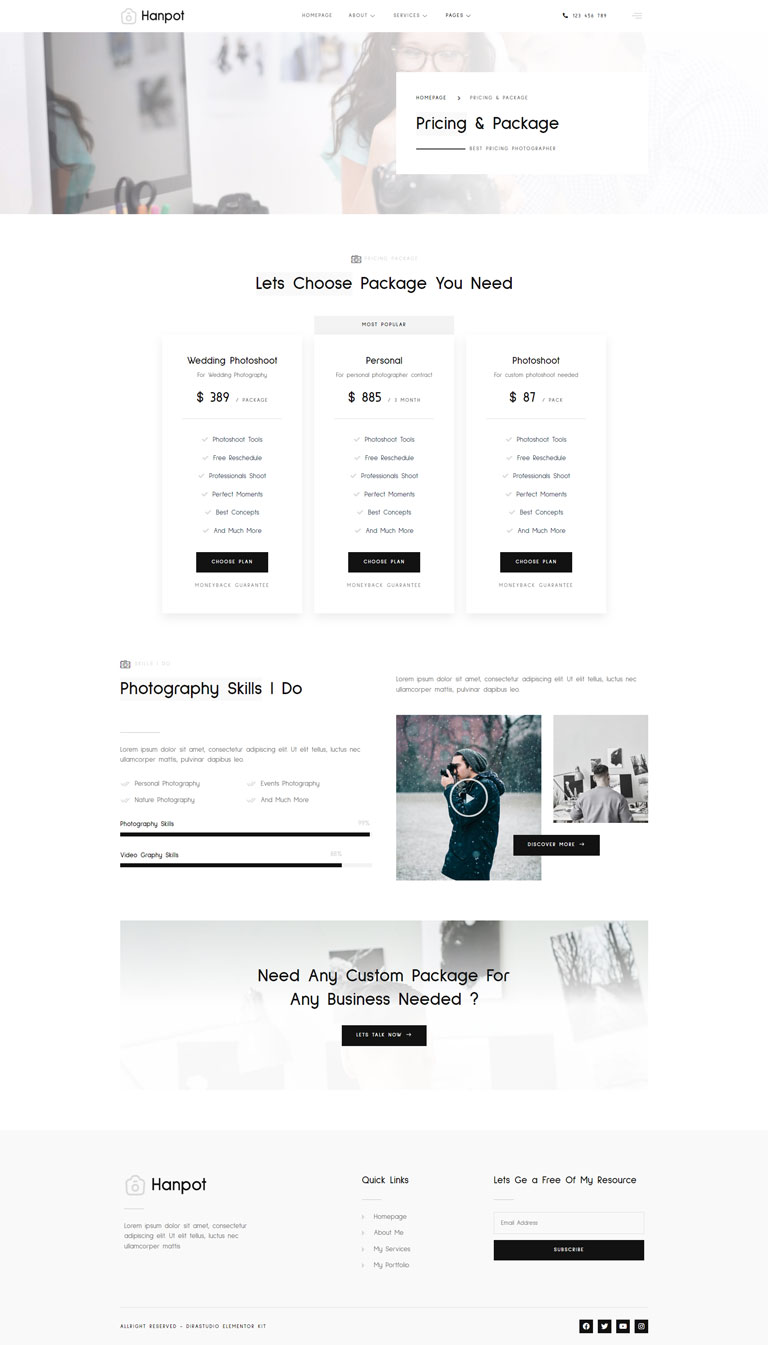 Hanpot
HOMEPAGE ABOUT SERVICES PAGES
123 456 789
HOMEPAGE PRICING & PACKAGE
Pricing & Package
BEST PRICING PHOTOGRAPHER
PRICING PACKAGE
Lets Choose Package You Need
Wedding Photoshoot
For Wedding Photography
$ 389 / PACKAGE
Photoshoot Tools
Free Reschedule
Professionals Shoot
Perfect Moments
Best Concepts
And Much More
CHOOSE PLAN
MONEYBACK GUARANTEE
MOST POPULAR
Personal
For personal photographer contract
$ 885 / 3 MONTH
Photoshoot Tools
Free Reschedule
Professionals Shoot
Perfect Moments
Best Concepts
And Much More
CHOOSE PLAN
MONEYBACK GUARANTEE
Photoshoot
For custom photoshoot needed
$ 87 / PACK
Photoshoot Tools
Free Reschedule
Professionals Shoot
Perfect Moments
Best Concepts
And Much More
CHOOSE PLAN
MONEYBACK GUARANTEE
SKILLS I DO
Photography Skills I Do
Lorem ipsum dolor sit amet, consectetur adipiscing elit. Ut elit tellus, luctus nec
ullamcorper mattis, pulvinar dapibus leo.
Personal Photography
Events Photography
Nature Photography
And Much More
Photography Skills 99%
Video Graphy Skills 88%
Lorem ipsum dolor sit amet, consectetur adipiscing elit. Ut elit tellus, luctus nec
ullamcorper mattis, pulvinar dapibus leo.
DISCOVER MORE →
Need Any Custom Package For
Any Business Needed ?
LETS TALK NOW →
Hanpot
Lorem ipsum dolor sit amet, consectetur
adipiscing elit. Ut elit tellus, luctus nec
ullamcorper mattis
Quick Links
Homepage
About Me
My Services
My Portfolio
Lets Ge a Free Of My Resource
Email Address
SUBSCRIBE
ALLRIGHT RESERVED - DIRASTUDIO ELEMENTOR KIT